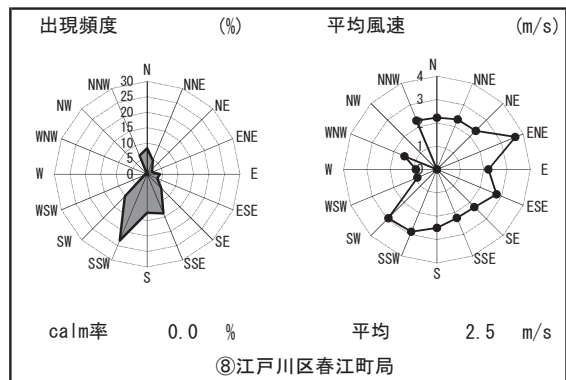 出現頻度 (%)
N
NNE
NE
ENE
E
ESE
SE
SSE
S
SSW
SW
WSW
W
WNW
NW
NNW
30
25
20
15
10
5
0
calm率 0.0 %
平均風速 (m/s)
N
NNE
NE
ENE
E
ESE
SE
SSE
S
SSW
SW
WSW
W
WNW
NW
NNW
4
3
1
0
平均 2.5 m/s
⑧江戸川区春江町局